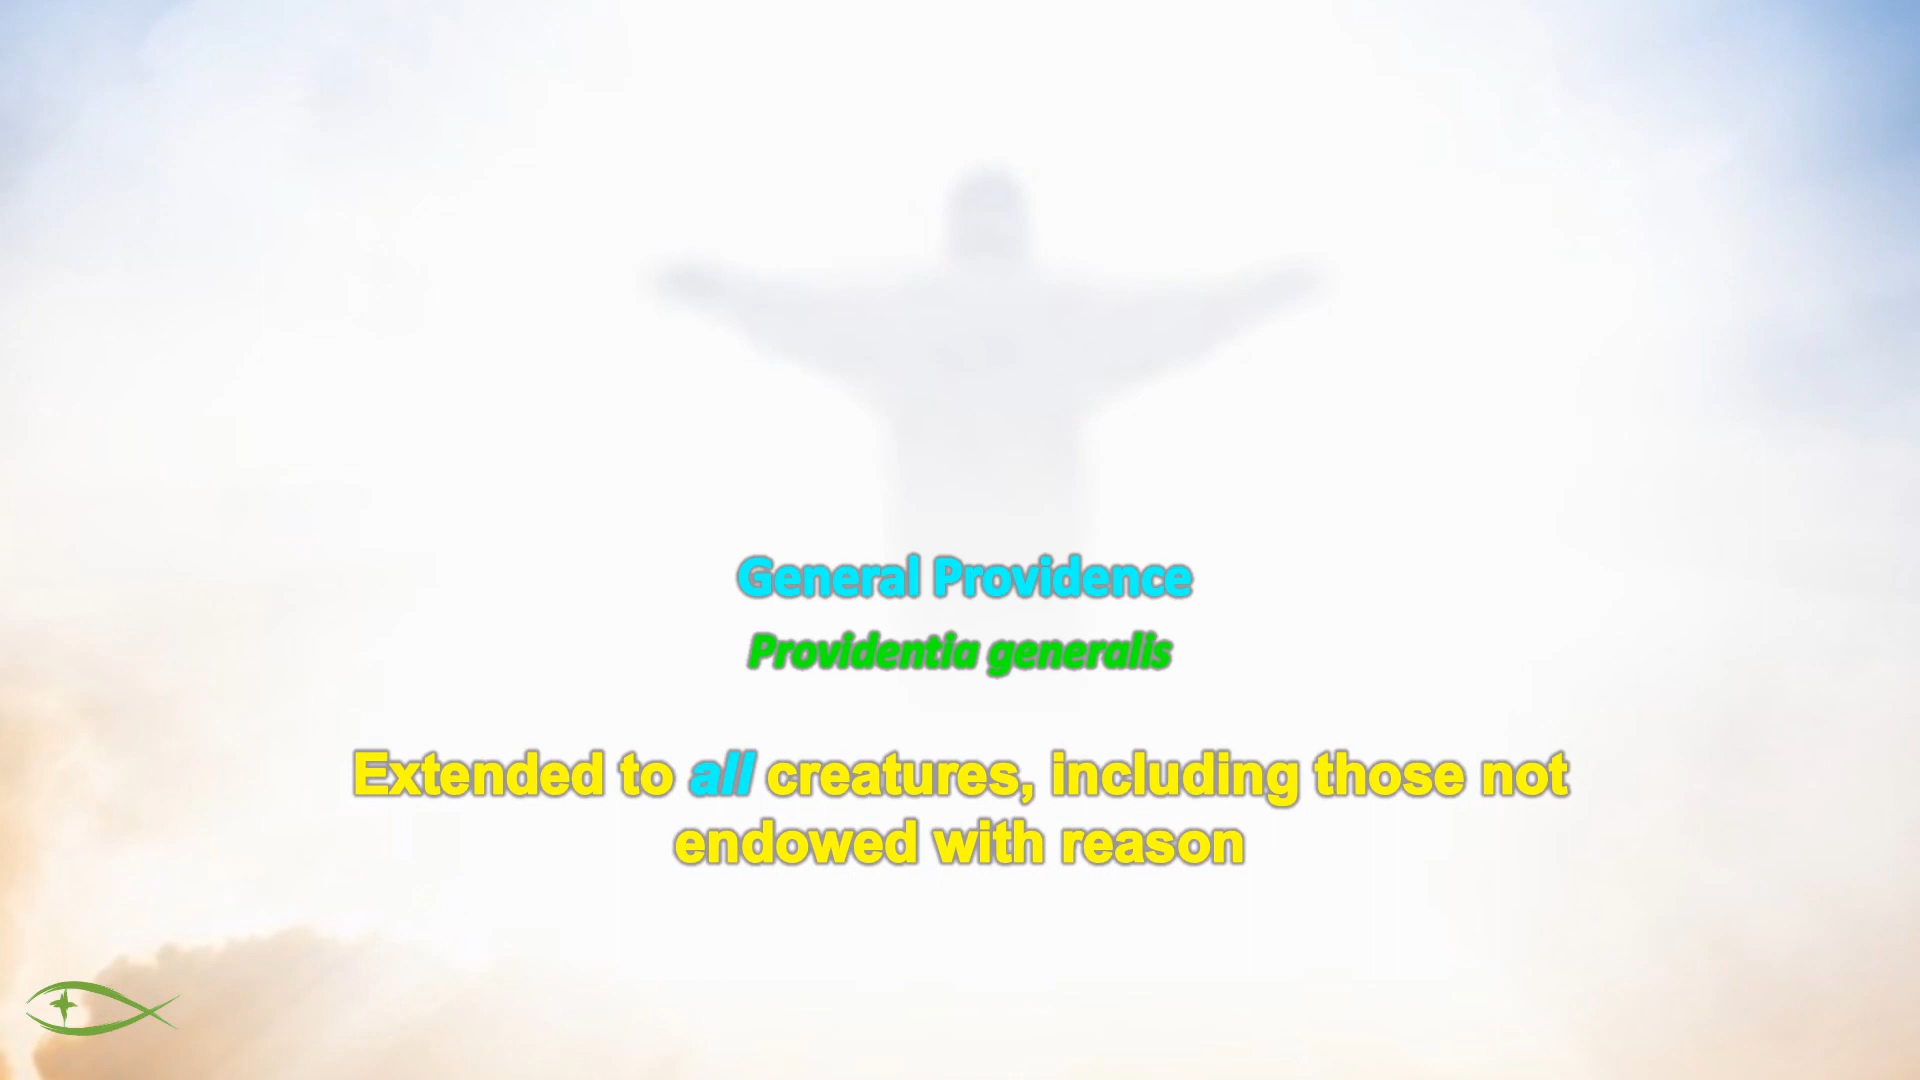 General Providence
Providentia generalis
Extended to all creatures, including those not
endowed with reason